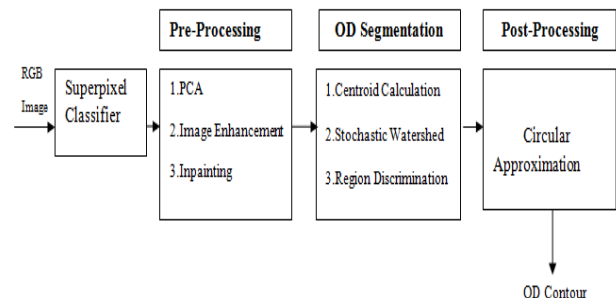 Pre-Processing
OD Segmentation
Post-Processing
RGB
Image
Superpixel
Classifier
1.PCA
2.Image Enhancement
3.Inpainting
1.Centroid Calculation
2.Stochastic Watershed
3.Region Discrimination
Circular
Approximation
OD Contour